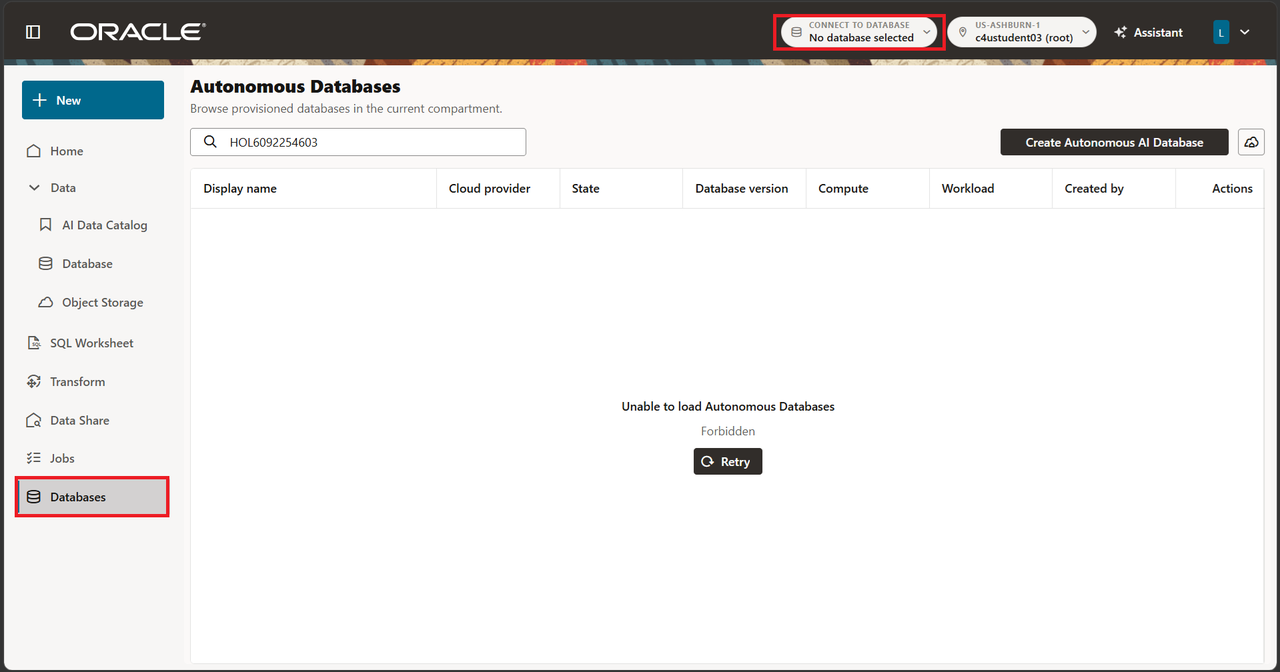 ORACLE
CONNECT TO DATABASE
No database selected
US-ASHBURN-1
c4ustudent03 (root)
Assistant
L
New
Home
Data
AI Data Catalog
Database
Object Storage
SQL Worksheet
Transform
Data Share
Jobs
Databases
Autonomous Databases
Browse provisioned databases in the current compartment.
HOL6092254603
Create Autonomous AI Database
Display name Cloud provider State Database version Compute Workload Created by Actions
Unable to load Autonomous Databases
Forbidden
Retry